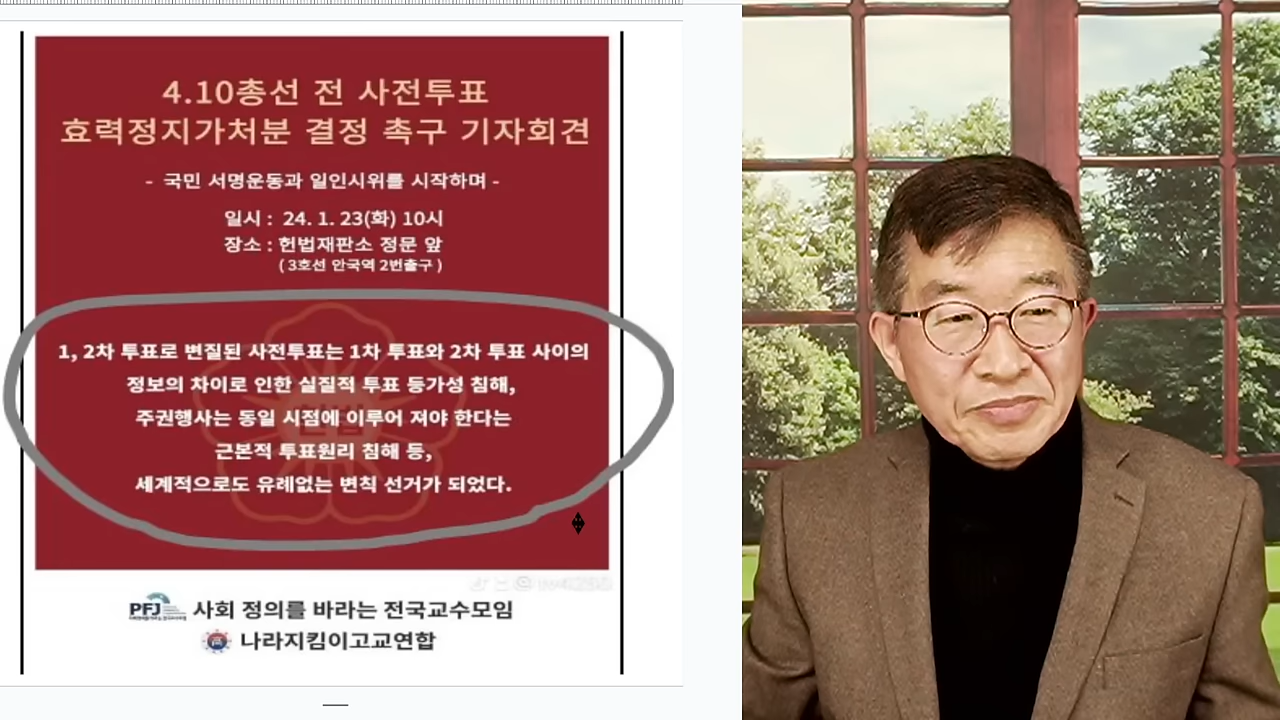 4.10총선 전 사전투표
효력정지가처분 결정 촉구 기자회견
- 국민 서명운동과 일인시위를 시작하며 -
일시 : 24. 1. 23(화) 10시
장소 : 헌법재판소 정문 앞
( 3호선 안국역 2번출구 )
1, 2차 투표로 변질된 사전투표는 1차 투표와 2차 투표 사이의
정보의 차이로 인한 실질적 투표 등가성 침해,
주권행사는 동일 시점에 이루어 져야 한다는
근본적 투표원리 침해 등,
세계적으로도 유례없는 변칙 선거가 되었다.
PFJ 사회 정의를 바라는 전국교수모임
나라지킴이고교연합